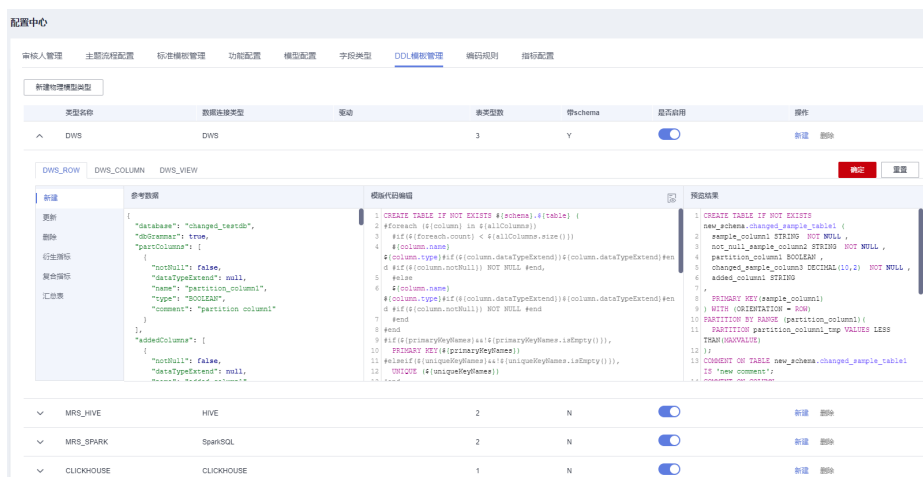 配置中心
审核人管理 主题流程配置 标准模板管理 功能配置 模型配置 字段类型 DDL模板管理 编码规则 指标配置
新建物理模型类型
类型名称 数据连接类型 驱动 表类型数 带schema 是否启用 操作
DWS DWS 3 Y 新建 删除
DWS_ROW DWS_COLUMN DWS_VIEW 确定 重置
新建
更新
删除
衍生指标
复合指标
汇总表
参考数据
{
"database": "changed_testdb",
"dbGrammar": true,
"partColumns": [
{
"notNull": false,
"dataTypeExtend": null,
"name": "partition_column1",
"type": "BOOLEAN",
"comment": "partition column1"
}
],
"addedColumns": [
{
"notNull": false,
"dataTypeExtend": null,
模版代码编辑
1 CREATE TABLE IF NOT EXISTS ${schema}.${table} (
2 #foreach (${column} in ${allColumns})
3 #if(${foreach.count} < ${allColumns.size()})
4 ${column.name}
${column.type}#if(${column.dataTypeExtend})${column.dataTypeExtend}#en
d #if(${column.notNull}) NOT NULL #end,
5 #else
6 ${column.name}
${column.type}#if(${column.dataTypeExtend})${column.dataTypeExtend}#en
d #if(${column.notNull}) NOT NULL #end
7 #end
8 #end
9 #if(${primaryKeyNames}&&!${primaryKeyNames.isEmpty()}),
10 PRIMARY KEY(${primaryKeyNames})
11 #elseif(${uniqueKeyNames}&&!${uniqueKeyNames.isEmpty()}),
12 UNIQUE (${uniqueKeyNames})
预览结果
1 CREATE TABLE IF NOT EXISTS
new_schema.changed_sample_table1 (
2 sample_column1 STRING NOT NULL ,
3 not_null_sample_column2 STRING NOT NULL ,
4 partition_column1 BOOLEAN ,
5 changed_sample_column3 DECIMAL(10,2) NOT NULL ,
6 added_column1 STRING
7 ,
8 PRIMARY KEY(sample_column1)
9 ) WITH (ORIENTATION = ROW)
10 PARTITION BY RANGE (partition_column1)(
11 PARTITION partition_column1_tmp VALUES LESS
THAN(MAXVALUE)
12 );
13 COMMENT ON TABLE new_schema.changed_sample_table1
IS 'new comment';
MRS_HIVE HIVE 2 N 新建 删除
MRS_SPARK SparkSQL 2 N 新建 删除
CLICKHOUSE CLICKHOUSE 1 N 新建 删除